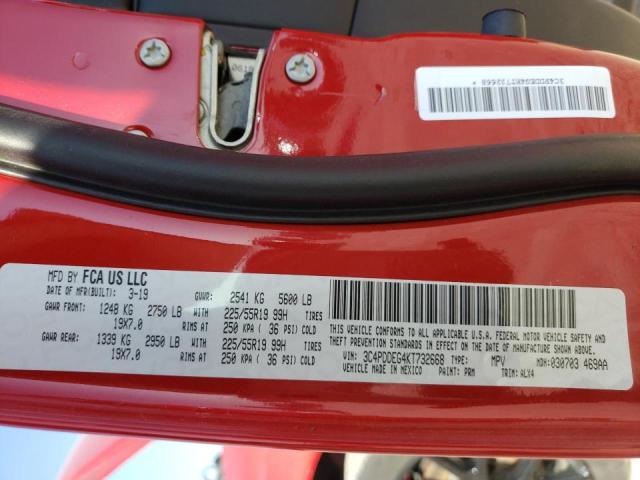 0619
3C4PDDEG4KT732668 *
MFD BY FCA US LLC
DATE OF MFR(BUILT): 3-19 GVWR: 2541 KG 5600 LB
GAWR FRONT: 1248 KG 2750 LB WITH 225/55R19 99H TIRES
19X7.0 RIMS AT 250 KPA ( 36 PSI) COLD
GAWR REAR: 1339 KG 2950 LB WITH 225/55R19 99H TIRES
19X7.0 RIMS AT 250 KPA ( 36 PSI) COLD
THIS VEHICLE CONFORMS TO ALL APPLICABLE U.S.A. FEDERAL MOTOR VEHICLE SAFETY AND
THEFT PREVENTION STANDARDS IN EFFECT ON THE DATE OF MANUFACTURE SHOWN ABOVE.
VIN: 3C4PDDEG4KT732668 TYPE: MPV MDH:030703 469AA
VEHICLE MADE IN MEXICO PAINT: PRM TRIM: ALX4